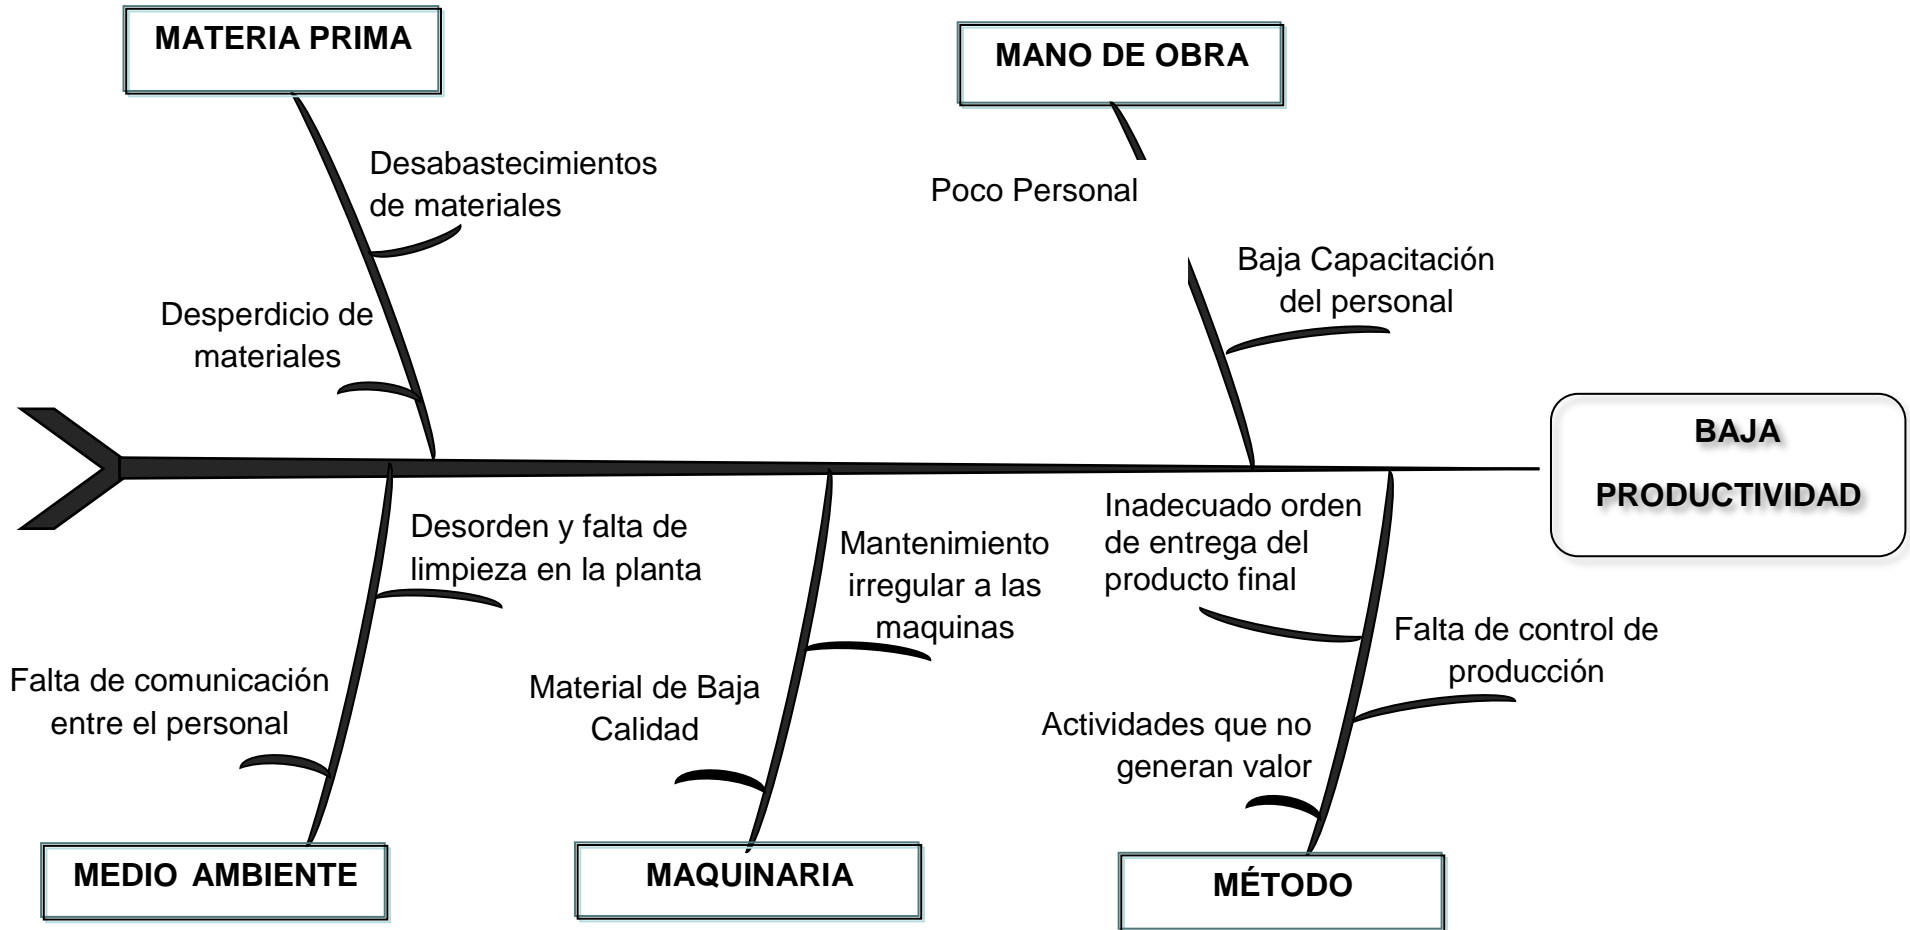 MATERIA PRIMA
MANO DE OBRA
Desabastecimientos
de materiales
Poco Personal
Baja Capacitación
del personal
Desperdicio de
materiales
BAJA
PRODUCTIVIDAD
Desorden y falta de
limpieza en la planta
Mantenimiento
irregular a las
maquinas
Inadecuado orden
de entrega del
producto final
Falta de control de
producción
Falta de comunicación
entre el personal
Material de Baja
Calidad
Actividades que no
generan valor
MEDIO AMBIENTE
MAQUINARIA
MÉTODO